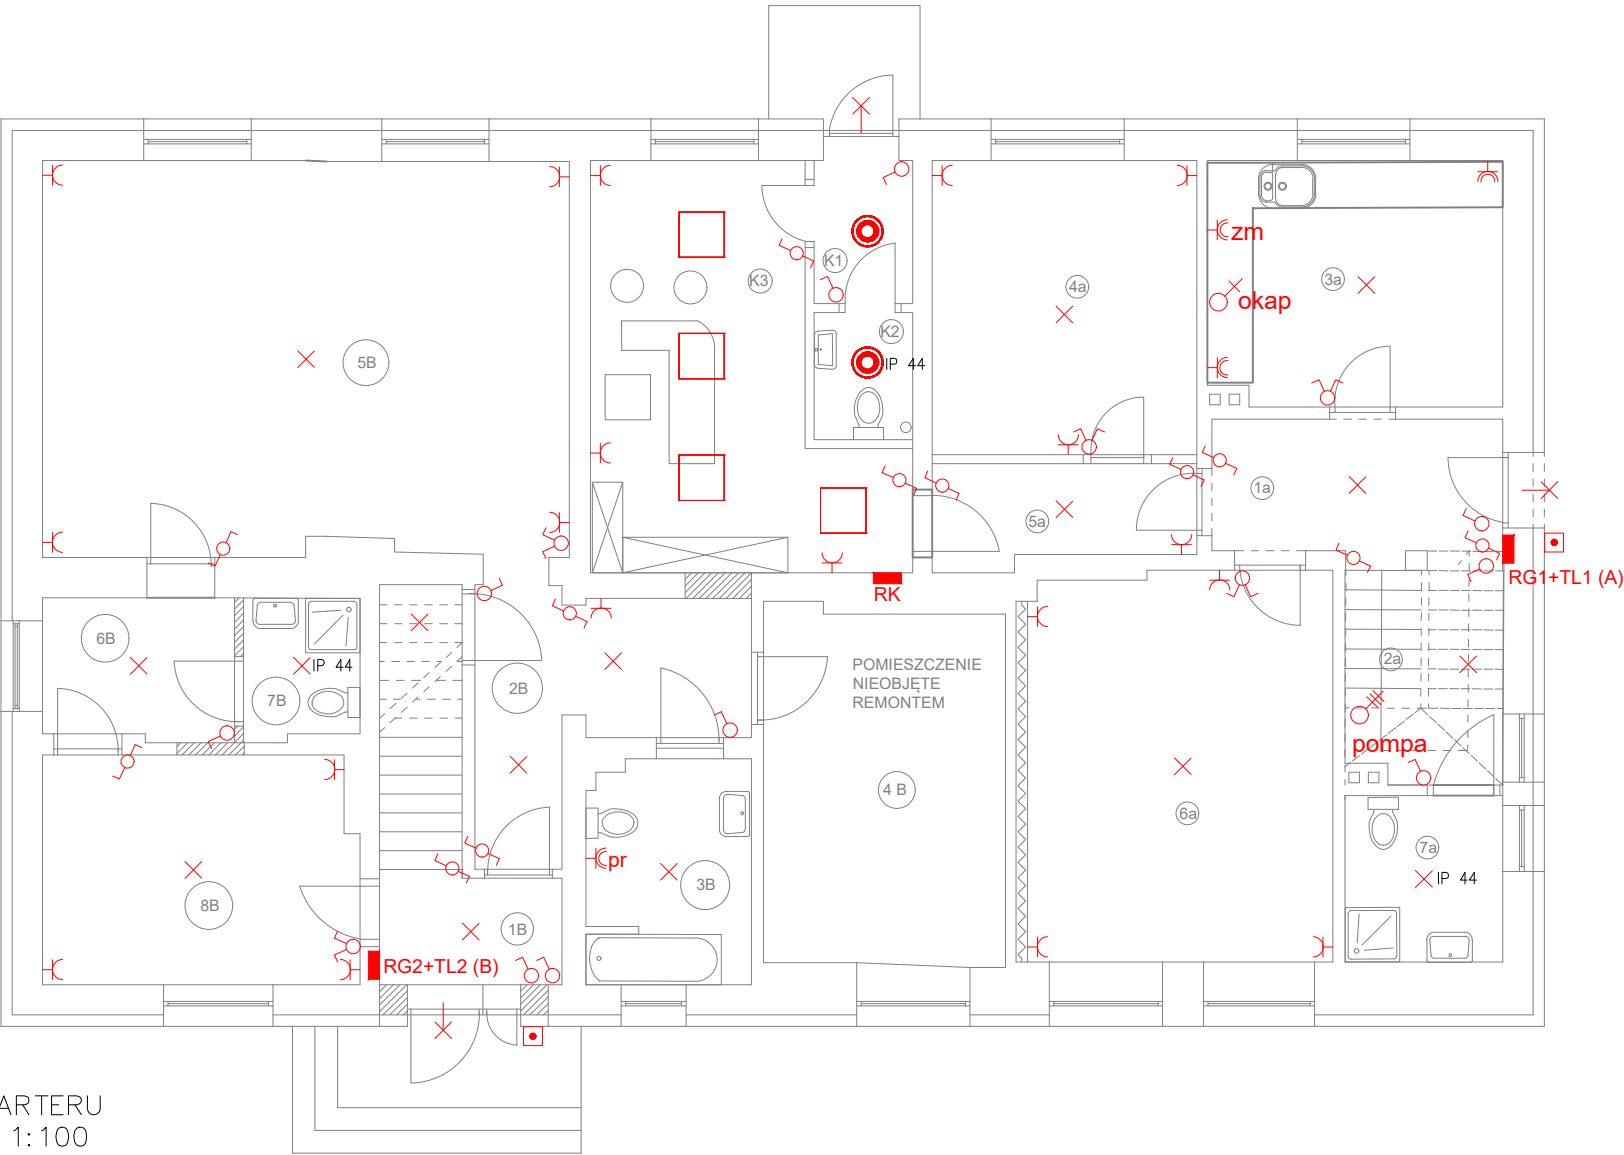 K1
K3
zm
3a
4a
okap
K2
5B
IP 44
1a
5a
RG1+TL1 (A)
RK
6B
IP 44
2B
7B
POMIESZCZENIE
NIEOBJĘTE
REMONTEM
2a
pompa
4 B
6a
7a
IP 44
pr
3B
8B
1B
RG2+TL2 (B)
ARTERU
1:100